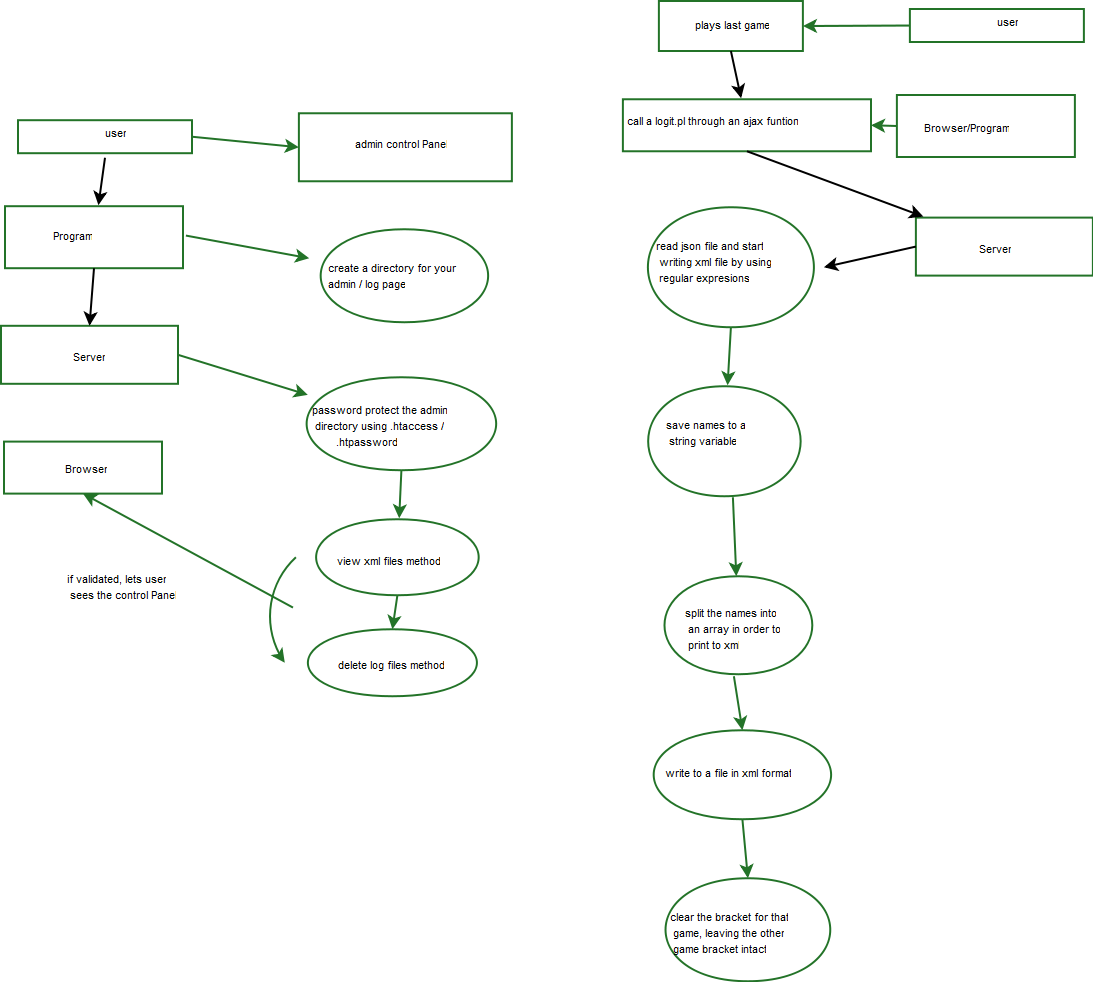 user
admin control Panel
Program
create a directory for your
admin / log page
Server
password protect the admin
directory using .htaccess /
.htpassword
Browser
view xml files method
if validated, lets user
sees the control Panel
delete log files method
plays last game
user
call a logit.pl through an ajax funtion
Browser/Program
Server
read json file and start
writing xml file by using
regular expresions
save names to a
string variable
split the names into
an array in order to
print to xml
write to a file in xml format
clear the bracket for that
game, leaving the other
game bracket intact